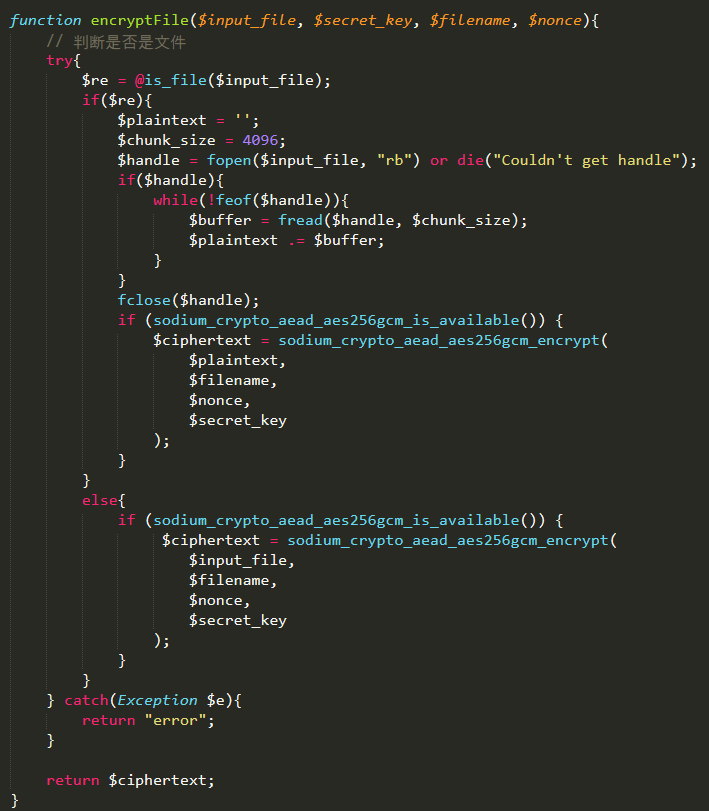 function encryptFile($input_file, $secret_key, $filename, $nonce){
    // 判断是否是文件
    try{
        $re = @is_file($input_file);
        if($re){
            $plaintext = '';
            $chunk_size = 4096;
            $handle = fopen($input_file, "rb") or die("Couldn't get handle");
            if($handle){
                while(!feof($handle)){
                    $buffer = fread($handle, $chunk_size);
                    $plaintext .= $buffer;
                }
            }
            fclose($handle);
            if (sodium_crypto_aead_aes256gcm_is_available()) {
                $ciphertext = sodium_crypto_aead_aes256gcm_encrypt(
                    $plaintext,
                    $filename,
                    $nonce,
                    $secret_key
                );
            }
        }
        else{
            if (sodium_crypto_aead_aes256gcm_is_available()) {
                 $ciphertext = sodium_crypto_aead_aes256gcm_encrypt(
                    $input_file,
                    $filename,
                    $nonce,
                    $secret_key
                );
            }
        }
    } catch(Exception $e){
        return "error";
    }

    return $ciphertext;
}